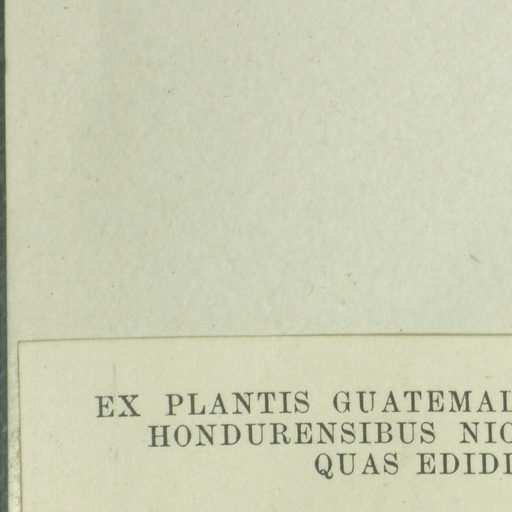 EX PLANTIS GUATEMAL
HONDURENSIBUS NIC
QUAS EDIDI